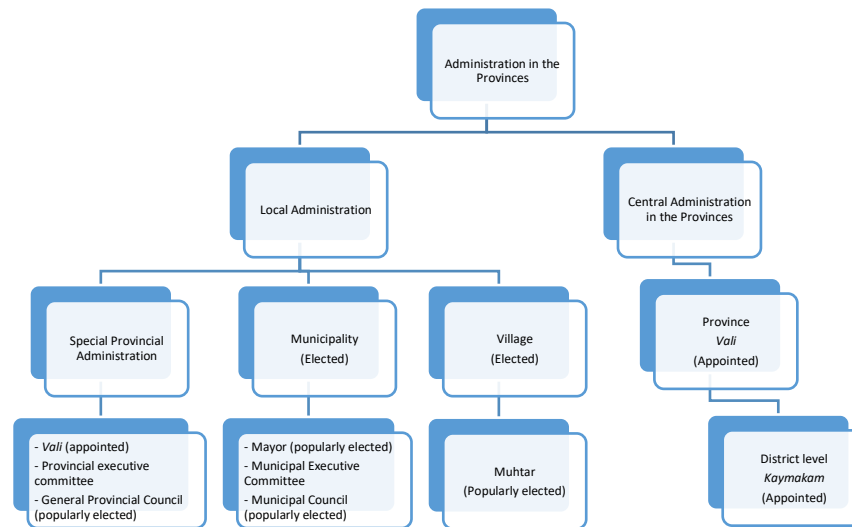 Administration in the
Provinces
Local Administration
Central Administration
in the Provinces
Special Provincial
Administration
Municipality
(Elected)
Village
(Elected)
Province
Vali
(Appointed)
- Vali (appointed)
- Provincial executive
committee
- General Provincial Council
(popularly elected)
- Mayor (popularly elected)
- Municipal Executive
Committee
- Municipal Council
(popularly elected)
Muhtar
(Popularly elected)
District level
Kaymakam
(Appointed)